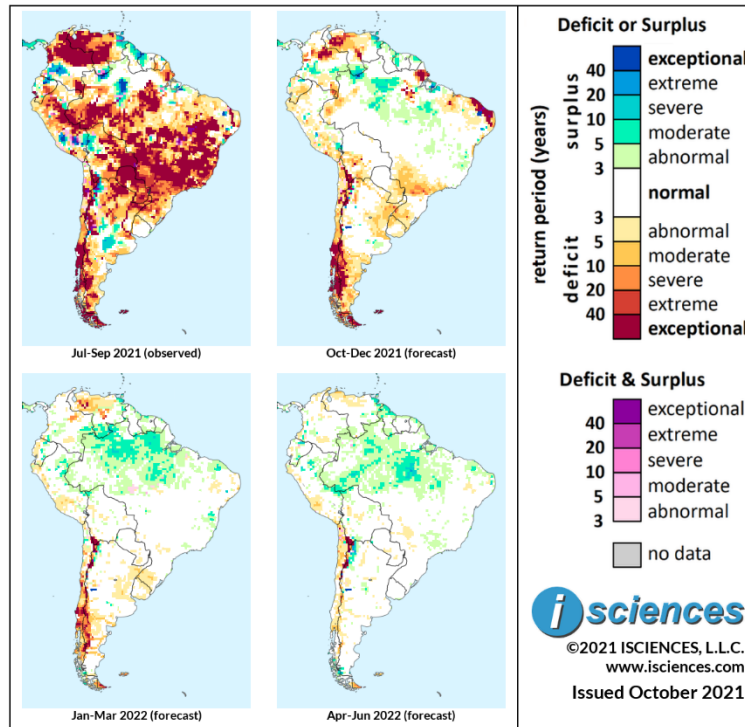 Jul-Sep 2021 (observed)
Oct-Dec 2021 (forecast)
Jan-Mar 2022 (forecast)
Apr-Jun 2022 (forecast)
Deficit or Surplus
return period (years)
surplus
deficit
exceptional
40
extreme
20
severe
10
moderate
5
abnormal
3
normal
3
abnormal
5
moderate
10
severe
20
extreme
40
exceptional
Deficit & Surplus
exceptional
40
extreme
20
severe
10
moderate
5
abnormal
3
no data
i sciences
©2021 ISCIENCES, L.L.C.
www.isciences.com
Issued October 2021